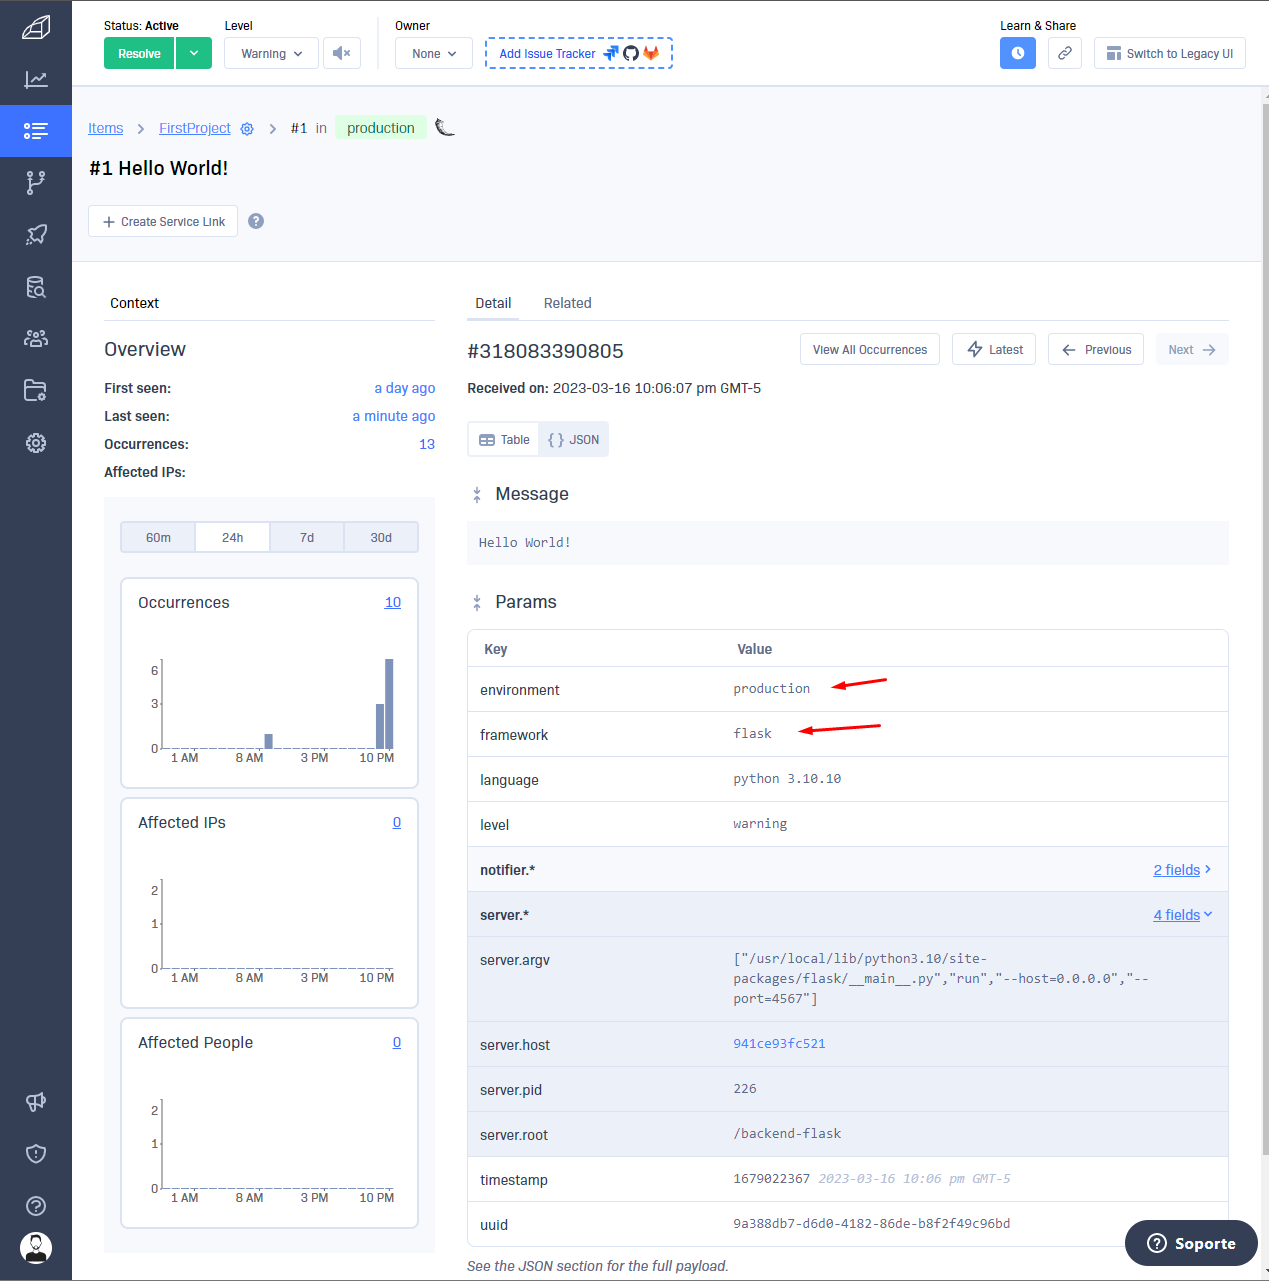 Status: Active
Level
Owner
Learn & Share
Resolve
Warning
None
Add Issue Tracker
Switch to Legacy UI
Items
FirstProject
#1 in
production
#1 Hello World!
+ Create Service Link
?
Context
Detail
Related
Overview
First seen:
a day ago
Last seen:
a minute ago
Occurrences:
13
Affected IPs:
60m
24h
7d
30d
Occurrences
10
6
3
0
1 AM
8 AM
3 PM
10 PM
Affected IPs
0
2
1
0
1 AM
8 AM
3 PM
10 PM
Affected People
0
2
1
0
1 AM
8 AM
3 PM
10 PM
#318083390805
View All Occurrences
Latest
Previous
Next
Received on: 2023-03-16 10:06:07 pm GMT-5
Table
{ } JSON
Message
Hello World!
Params
Key
Value
environment
production
framework
flask
language
python 3.10.10
level
warning
notifier.*
2 fields
server.*
4 fields
server.argv
["/usr/local/lib/python3.10/site-
packages/flask/__main__.py","run","--host=0.0.0.0","--
port=4567"]
server.host
941ce93fc521
server.pid
226
server.root
/backend-flask
timestamp
1679022367 2023-03-16 10:06 pm GMT-5
uuid
9a388db7-d6d0-4182-86de-b8f2f49c96bd
See the JSON section for the full payload.
Soporte